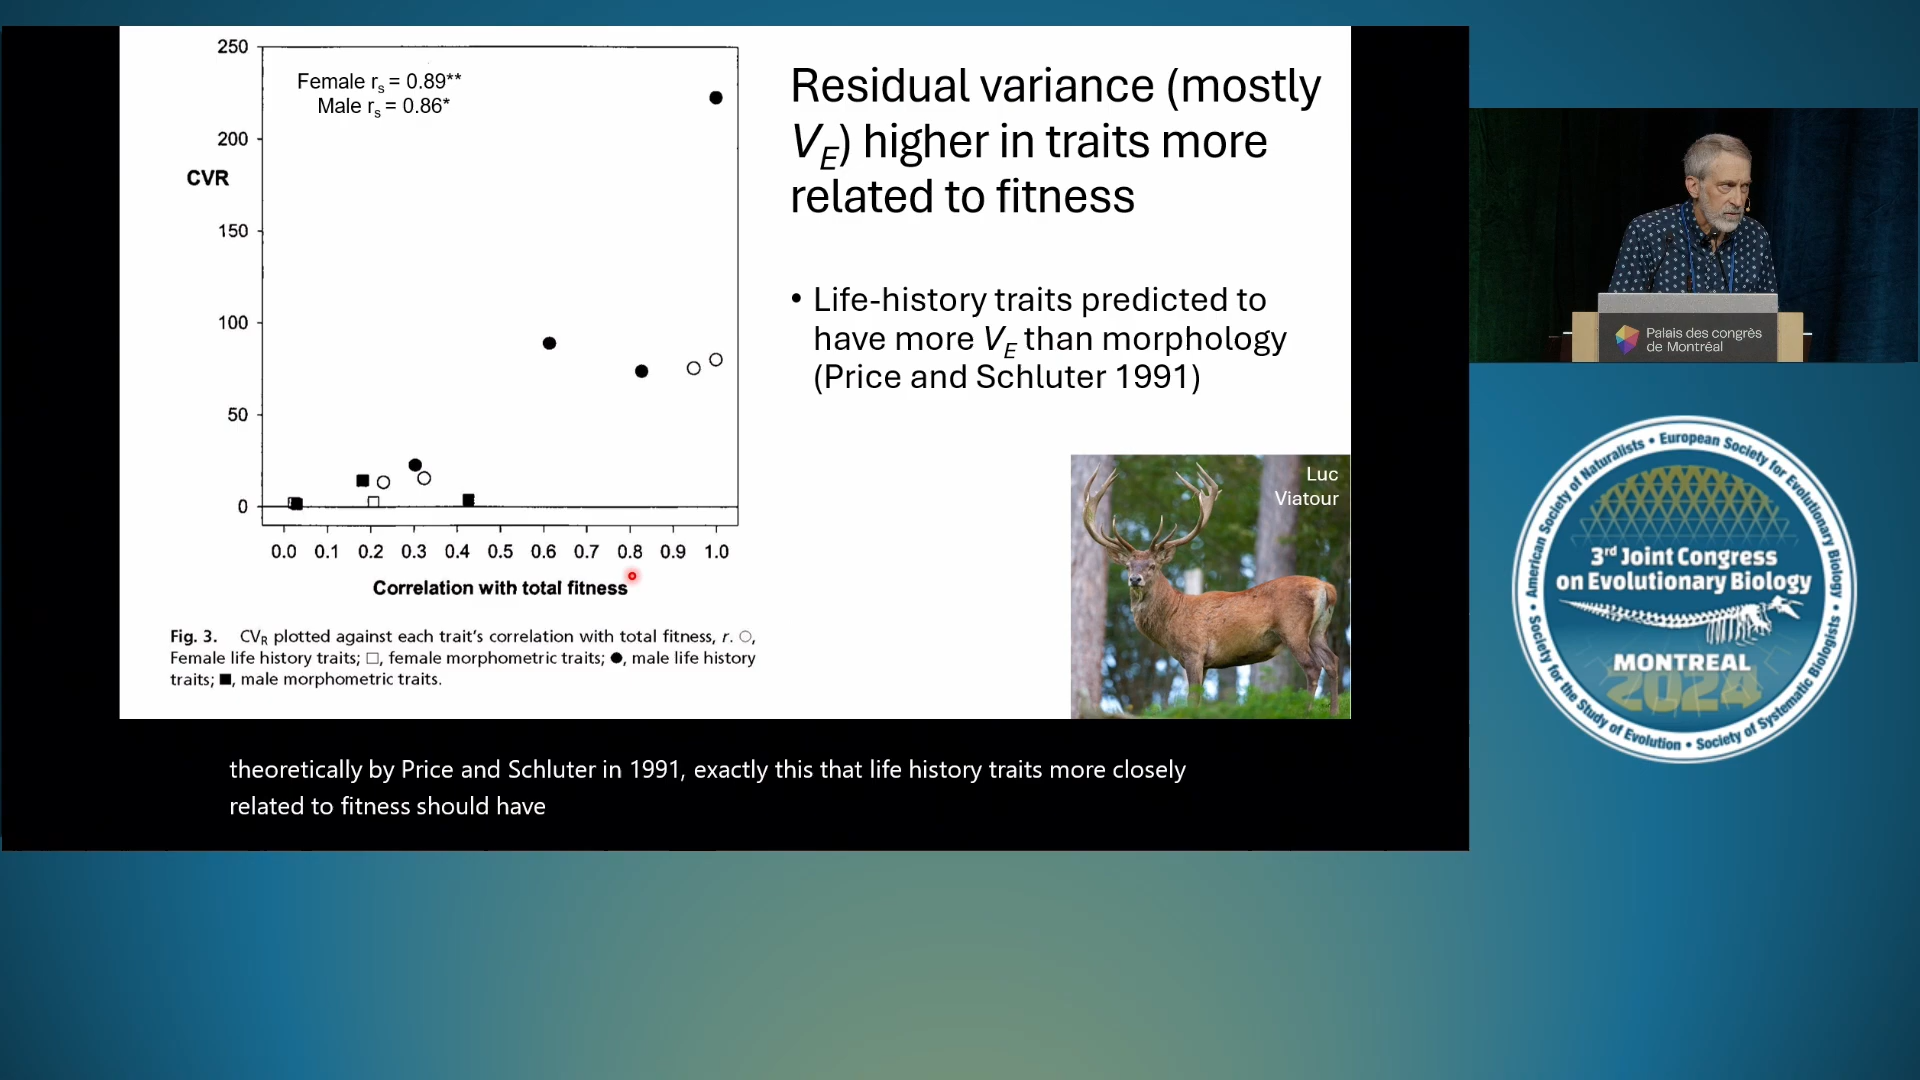 250
200
150
100
50
0
CVR
Female rs = 0.89**
Male rs = 0.86*
0.0 0.1 0.2 0.3 0.4 0.5 0.6 0.7 0.8 0.9 1.0
Correlation with total fitness
Fig. 3. CVR plotted against each trait's correlation with total fitness, r. ○,
Female life history traits; □, female morphometric traits; ●, male life history
traits; ■, male morphometric traits.
Residual variance (mostly
VE) higher in traits more
related to fitness
• Life-history traits predicted to
have more VE than morphology
(Price and Schluter 1991)
Luc
Viatour
theoretically by Price and Schluter in 1991, exactly this that life history traits more closely
related to fitness should have
Palais des congrès
de Montréal
American Society of Naturalists • European Society for Evolutionary Biology •
Society for the Study of Evolution • Society of Systematic Biologists •
3rd Joint Congress
on Evolutionary Biology
MONTREAL
2024